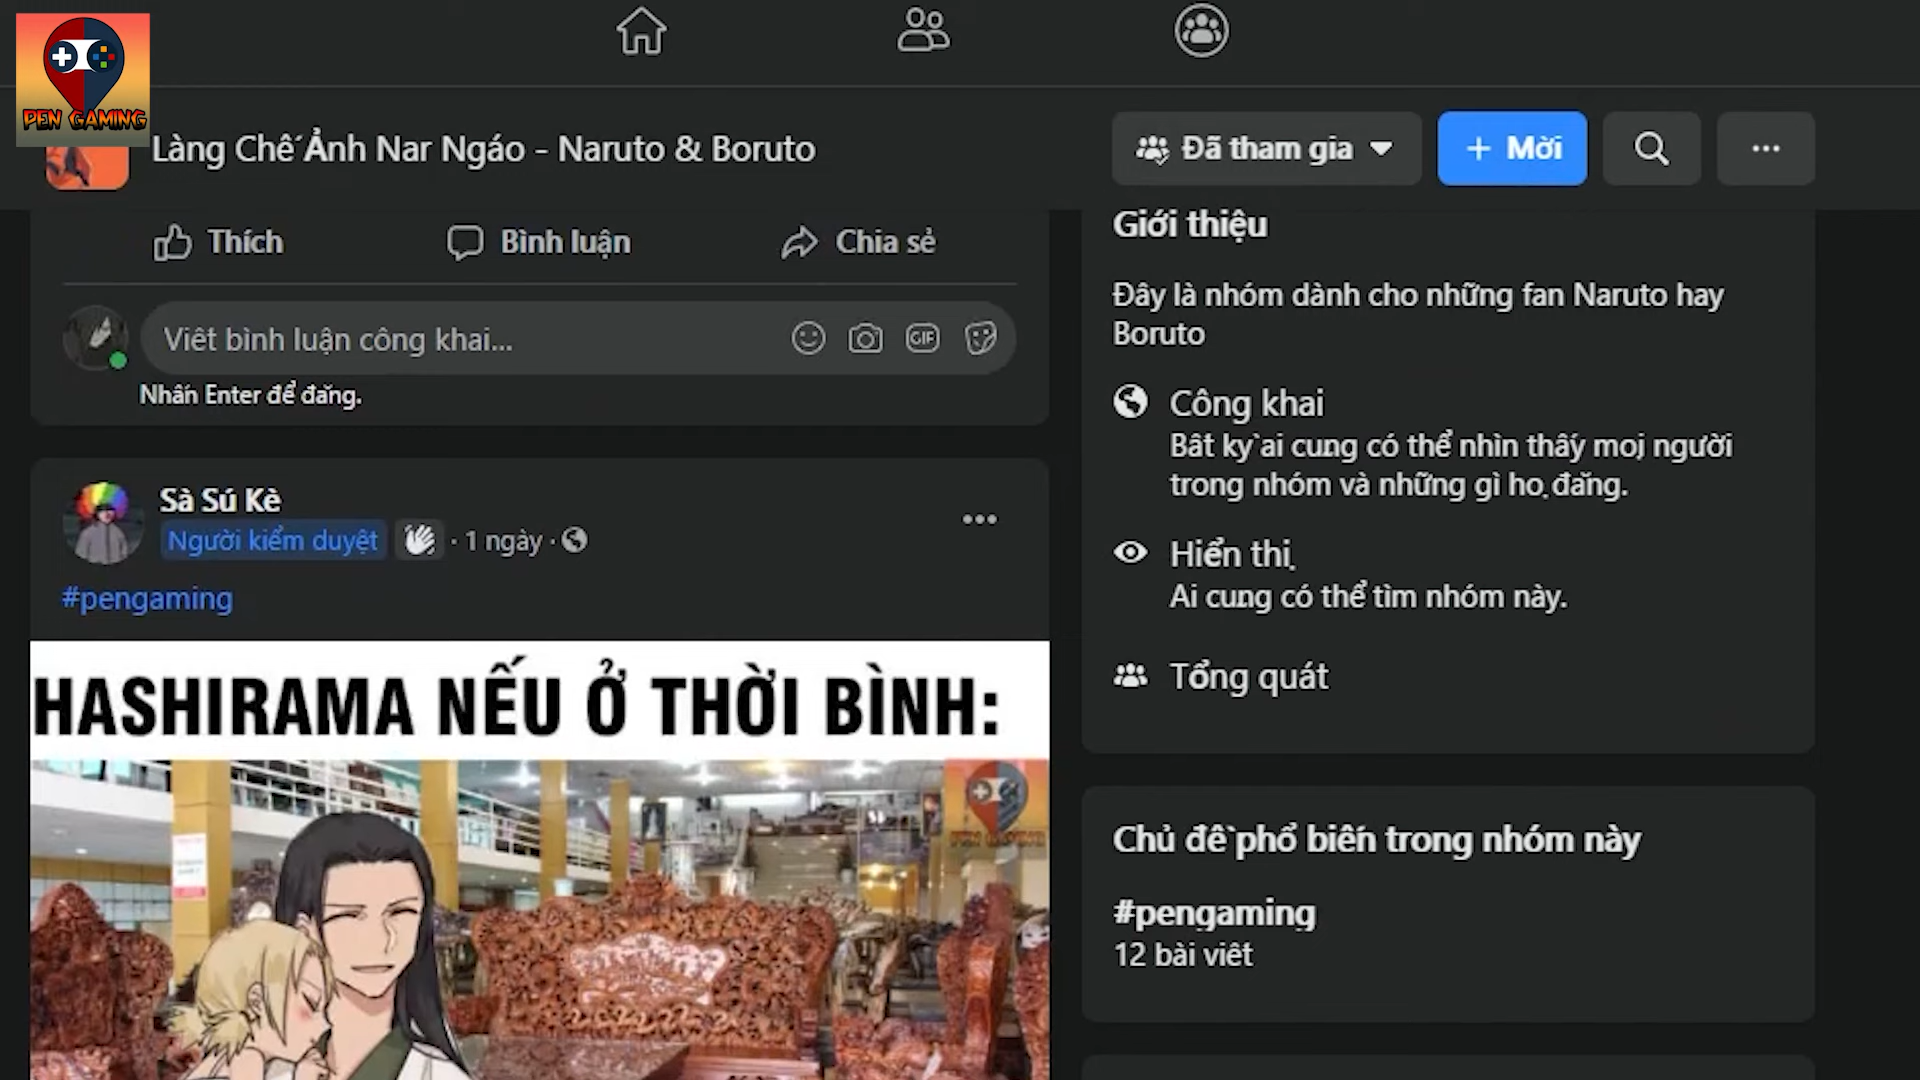 PEN GAMING
Làng Chế Ảnh Nar Ngáo - Naruto & Boruto
Đã tham gia
+ Mời
Thích
Bình luận
Chia sẻ
Viết bình luận công khai...
GIF
Nhấn Enter để đăng.
Sà Sú Kè
Người kiểm duyệt · 1 ngày ·
#pengaming
HASHIRAMA NẾU Ở THỜI BÌNH:
PEN GAMING
Giới thiệu
Đây là nhóm dành cho những fan Naruto hay
Boruto
Công khai
Bất kỳ ai cũng có thể nhìn thấy mọi người
trong nhóm và những gì họ đăng.
Hiển thị
Ai cũng có thể tìm nhóm này.
Tổng quát
Chủ đề phổ biến trong nhóm này
#pengaming
12 bài viết